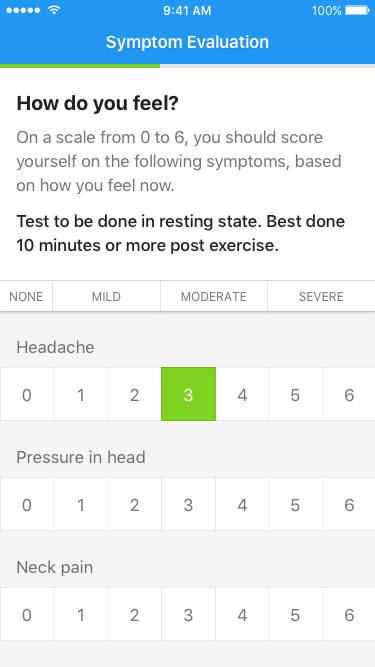 9:41 AM 100%
Symptom Evaluation
How do you feel?
On a scale from 0 to 6, you should score
yourself on the following symptoms, based
on how you feel now.
Test to be done in resting state. Best done
10 minutes or more post exercise.
NONE MILD MODERATE SEVERE
Headache
0 1 2 3 4 5 6
Pressure in head
0 1 2 3 4 5 6
Neck pain
0 1 2 3 4 5 6